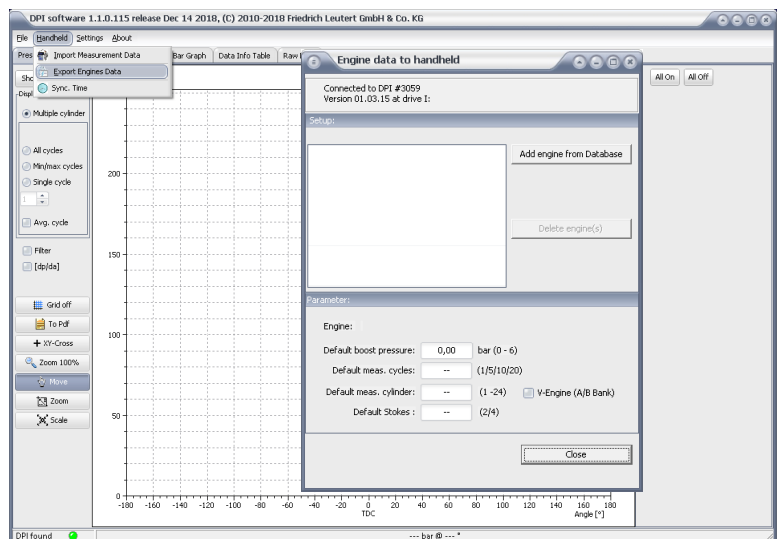 DPI software 1.1.0.115 release Dec 14 2018, (C) 2010-2018 Friedrich Leutert GmbH & Co. KG
File Handheld Settings About
Import Measurement Data
Export Engines Data
Sync. Time
Bar Graph Data Info Table
All On All Off
Multiple cylinder
All cycles
Min/max cycles
Single cycle
1
Avg. cycle
Filter
[dp/da]
Grid off
To Pdf
XY-Cross
Zoom 100%
Move
Zoom
Scale
200
150
100
50
0
-180 -160 -140 -120 -100 -80 -60 -40 -20 0 20 40 60 80 100 120 140 160 180
TDC
Angle [°]
Engine data to handheld
Connected to DPI #3059
Version 01.03.15 at drive I:
Setup:
Add engine from Database
Delete engine(s)
Parameter:
Engine:
Default boost pressure: 0,00 bar (0 - 6)
Default meas. cycles: -- (1/5/10/20)
Default meas. cylinder: -- (1 -24) V-Engine (A/B Bank)
Default Stokes : -- (2/4)
Close
DPI found
--- bar @ --- °